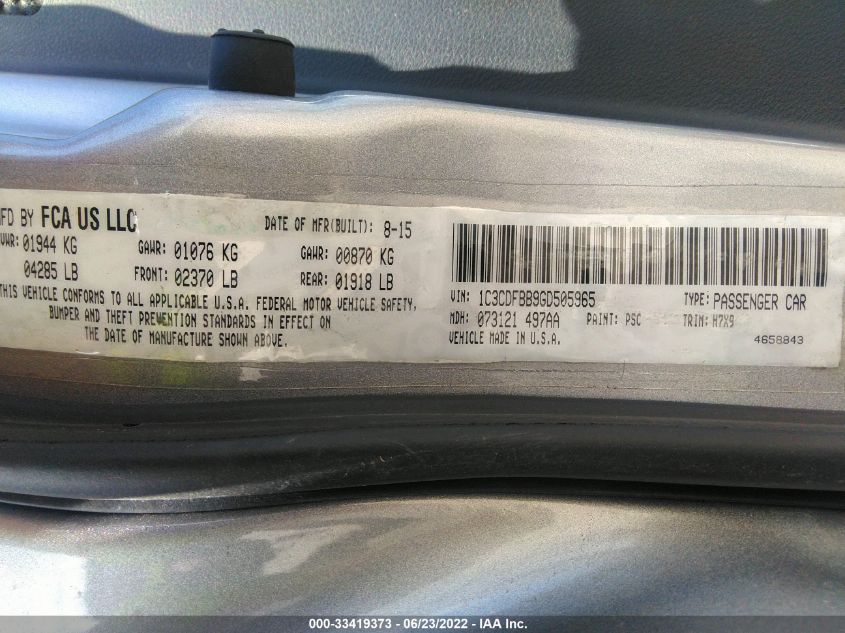 FD BY FCA US LLC DATE OF MFR(BUILT): 8-15
VWR: 01944 KG GAWR: 01076 KG GAWR: 00870 KG
04285 LB FRONT: 02370 LB REAR: 01918 LB
THIS VEHICLE CONFORMS TO ALL APPLICABLE U.S.A. FEDERAL MOTOR VEHICLE SAFETY,
BUMPER AND THEFT PREVENTION STANDARDS IN EFFECT ON
THE DATE OF MANUFACTURE SHOWN ABOVE.
VIN: 1C3CDFBB9GD505965 TYPE: PASSENGER CAR
MDH: 073121 497AA PAINT: PSC TRIM: H7X9
VEHICLE MADE IN U.S.A. 4658843
000-33419373 - 06/23/2022 - IAA Inc.